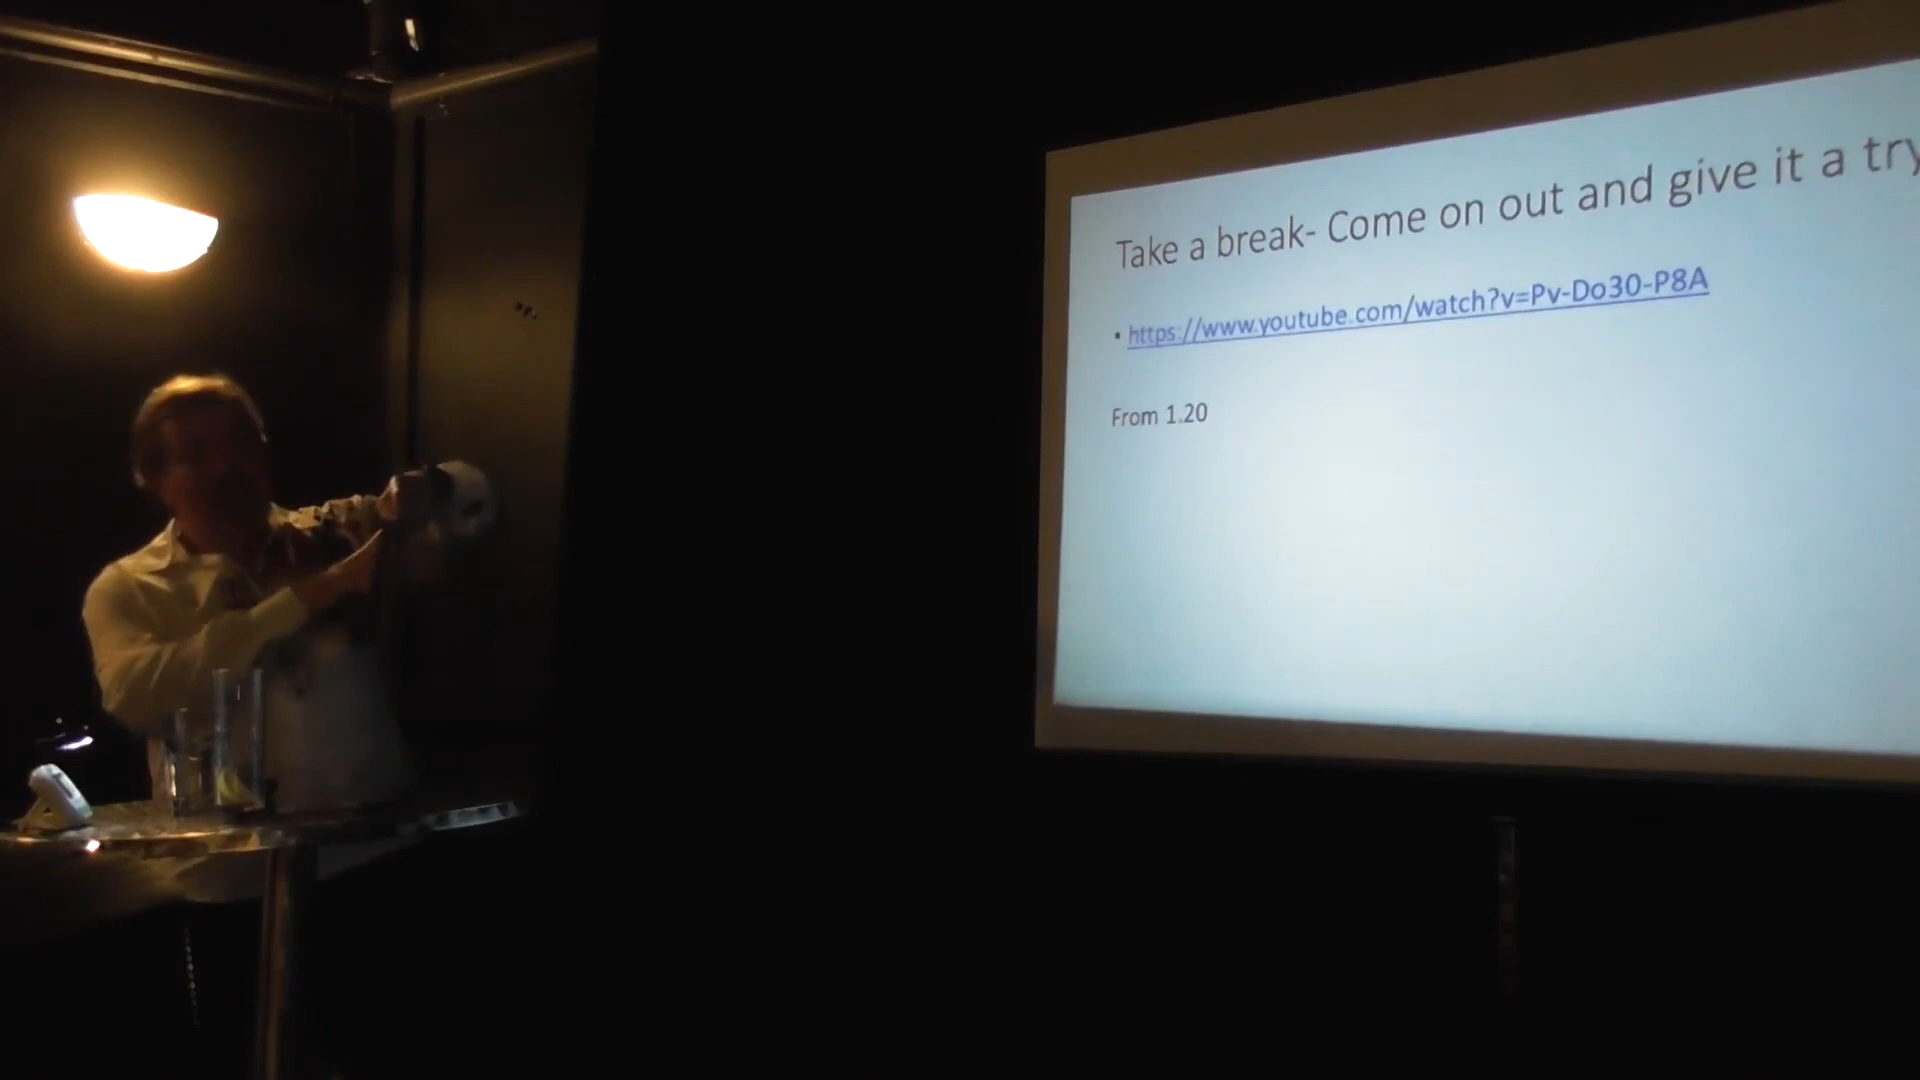 Take a break- Come on out and give it a try
• https://www.youtube.com/watch?v=Pv-Do30-P8A
From 1.20